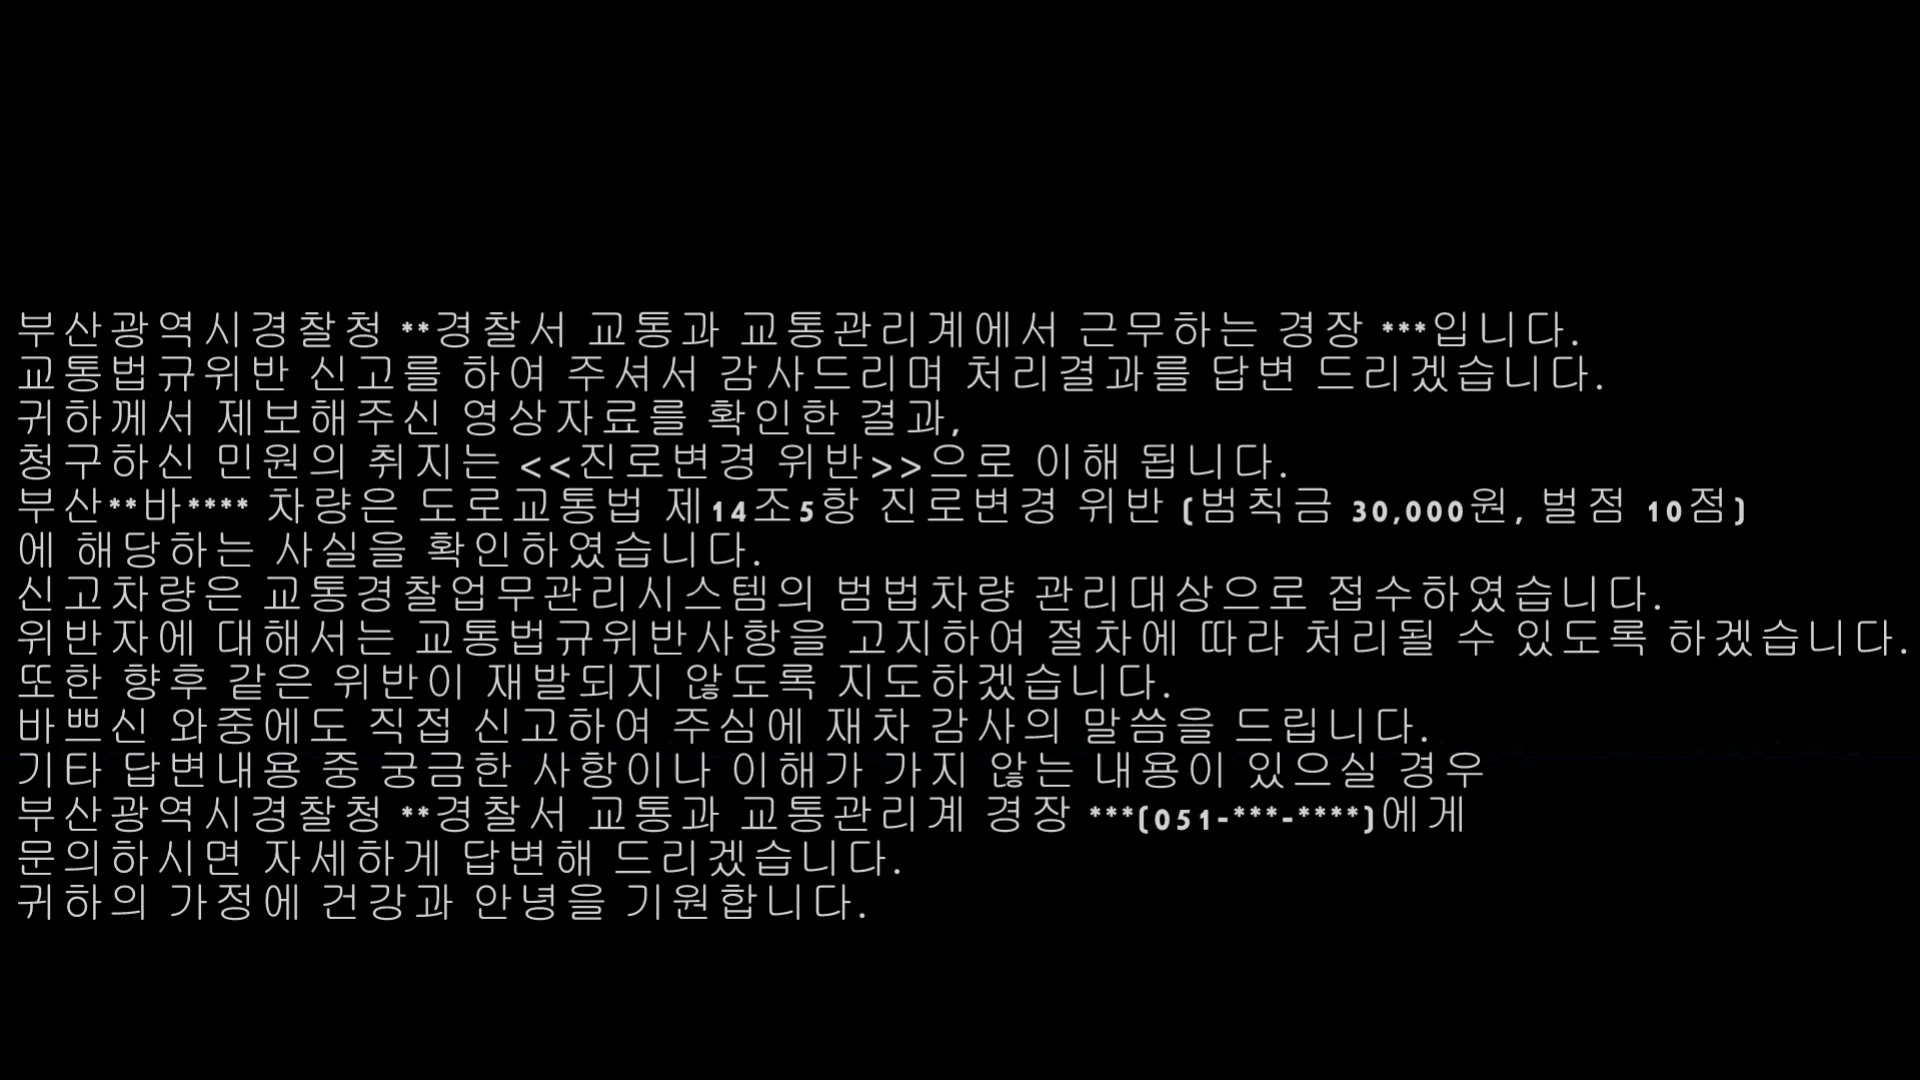 부산광역시경찰청 **경찰서 교통과 교통관리계에서 근무하는 경장 ***입니다.
교통법규위반 신고를 하여 주셔서 감사드리며 처리결과를 답변 드리겠습니다.
귀하께서 제보해주신 영상자료를 확인한 결과,
청구하신 민원의 취지는 <<진로변경 위반>>으로 이해 됩니다.
부산**바**** 차량은 도로교통법 제14조5항 진로변경 위반 (범칙금 30,000원, 벌점 10점)
에 해당하는 사실을 확인하였습니다.
신고차량은 교통경찰업무관리시스템의 범법차량 관리대상으로 접수하였습니다.
위반자에 대해서는 교통법규위반사항을 고지하여 절차에 따라 처리될 수 있도록 하겠습니다.
또한 향후 같은 위반이 재발되지 않도록 지도하겠습니다.
바쁘신 와중에도 직접 신고하여 주심에 재차 감사의 말씀을 드립니다.
기타 답변내용 중 궁금한 사항이나 이해가 가지 않는 내용이 있으실 경우
부산광역시경찰청 **경찰서 교통과 교통관리계 경장 ***(051-***-****)에게
문의하시면 자세하게 답변해 드리겠습니다.
귀하의 가정에 건강과 안녕을 기원합니다.